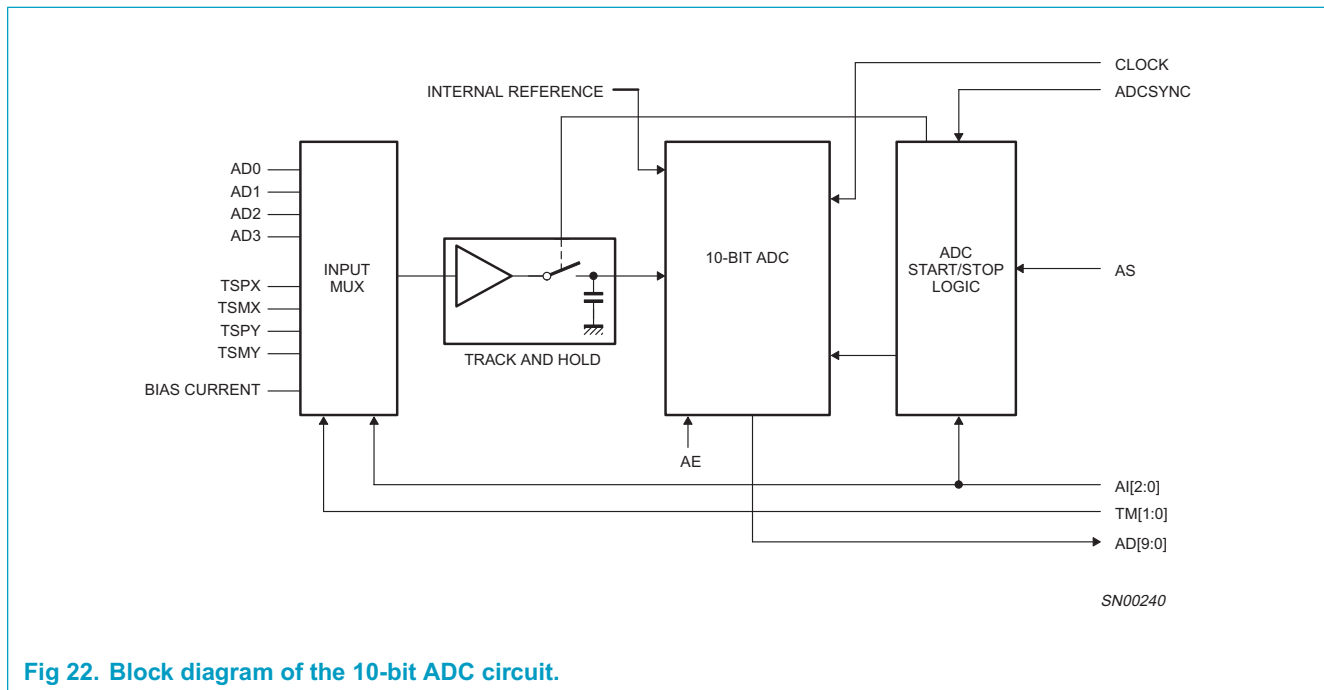 CLOCK
INTERNAL REFERENCE
ADCSYNC
AD0
AD1
AD2
AD3
TSPX
TSMX
TSPY
TSMY
BIAS CURRENT
INPUT
MUX
TRACK AND HOLD
10-BIT ADC
ADC
START/STOP
LOGIC
AS
AE
AI[2:0]
TM[1:0]
AD[9:0]
SN00240
Fig 22. Block diagram of the 10-bit ADC circuit.